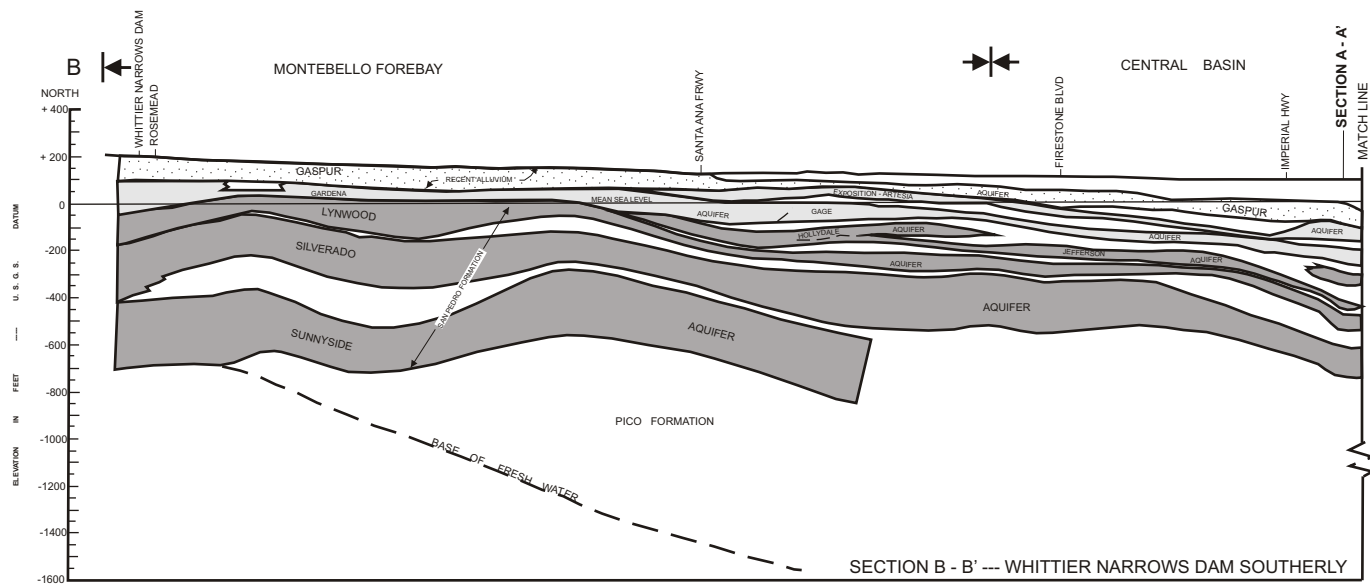 WHITTIER NARROWS DAM
ROSEMEAD
SANTA ANA FRWY
FIRESTONE BLVD
IMPERIAL HWY
SECTION A - A'
MATCH LINE
B
MONTEBELLO FOREBAY
CENTRAL BASIN
NORTH
+ 400
+ 200
0
-200
-400
-600
-800
-1000
-1200
-1400
-1600
ELEVATION IN FEET --- U. S. G. S. DATUM
GASPUR
RECENT ALLUVIUM
EXPOSITION - ARTESIA
AQUIFER
GASPUR
GARDENA
MEAN SEA LEVEL
AQUIFER
GAGE
AQUIFER
AQUIFER
LYNWOOD
HOLLYDALE
AQUIFER
JEFFERSON
AQUIFER
AQUIFER
SILVERADO
AQUIFER
SAN PEDRO FORMATION
SUNNYSIDE
AQUIFER
PICO FORMATION
BASE OF FRESH WATER
SECTION B - B' --- WHITTIER NARROWS DAM SOUTHERLY